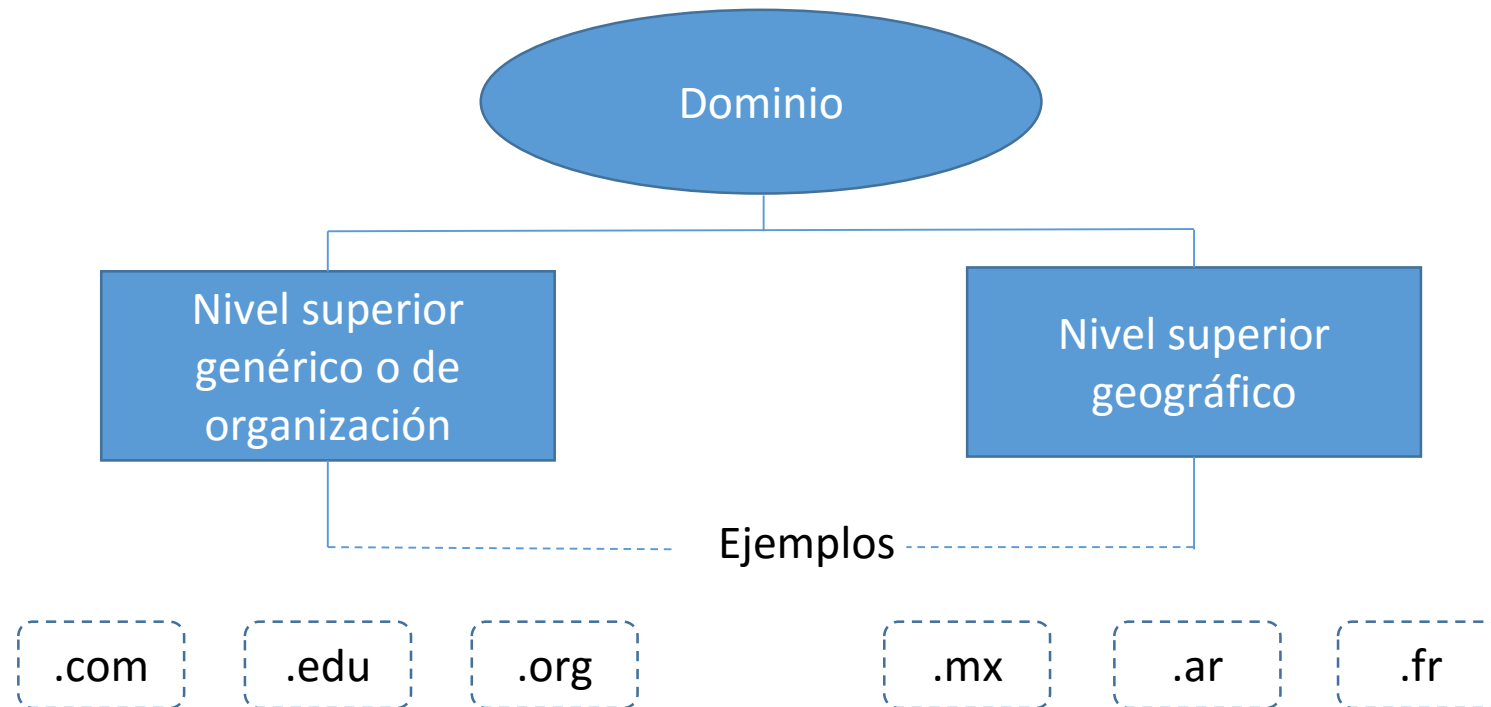 Dominio
Nivel superior
genérico o de
organización
Nivel superior
geográfico
Ejemplos
.com
.edu
.org
.mx
.ar
.fr